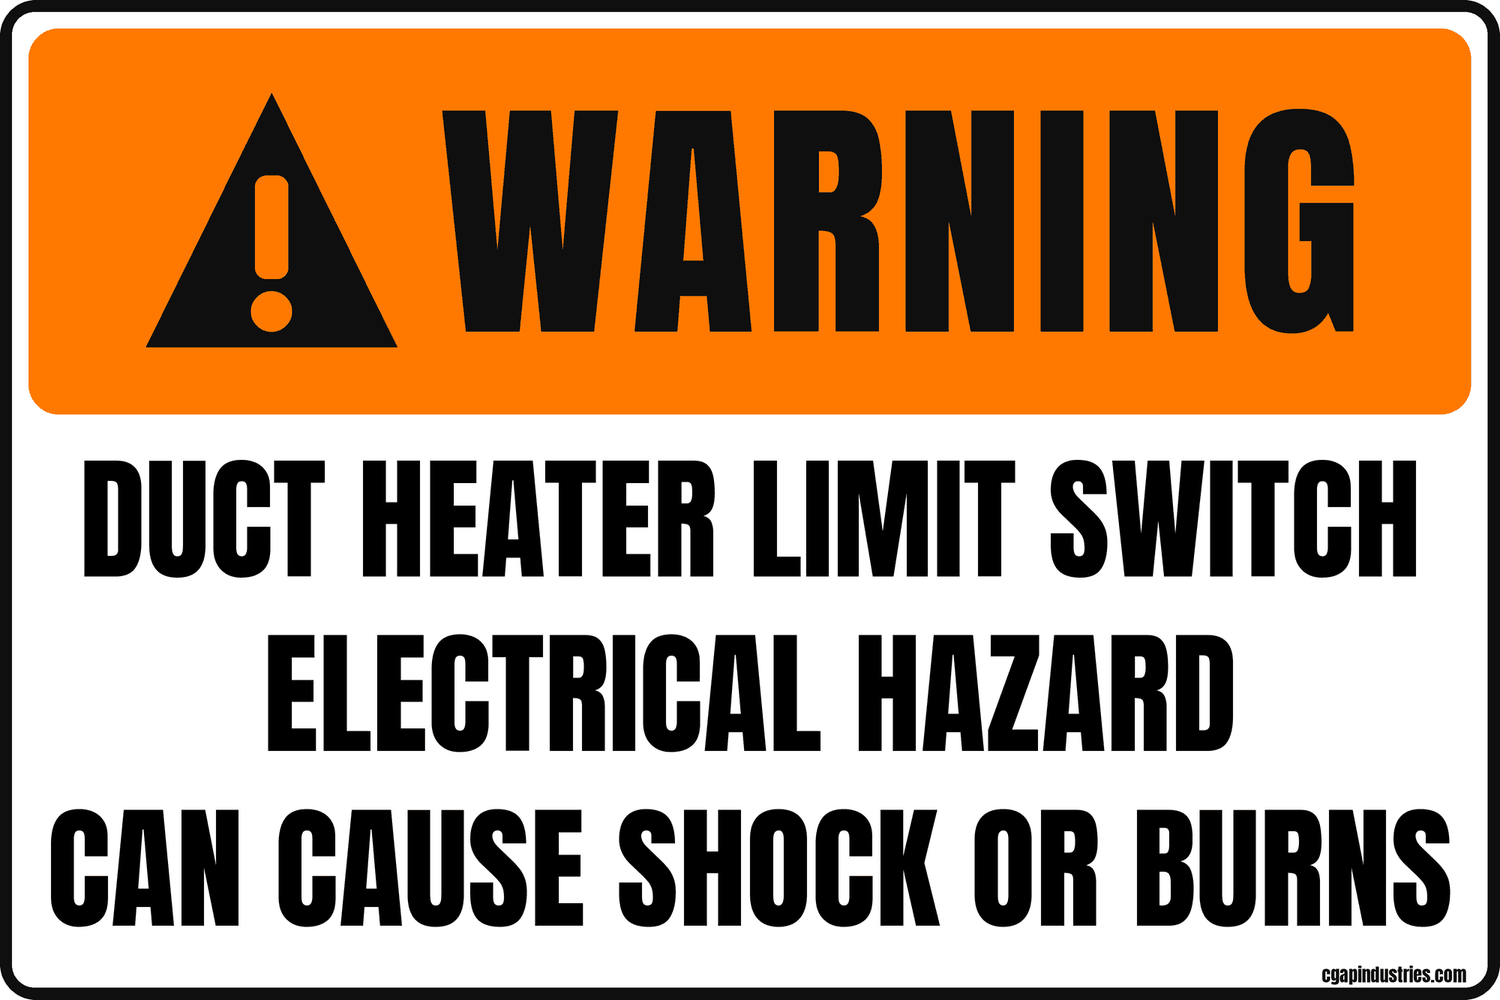 WARNING
DUCT HEATER LIMIT SWITCH
ELECTRICAL HAZARD
CAN CAUSE SHOCK OR BURNS
cgapindustries.com